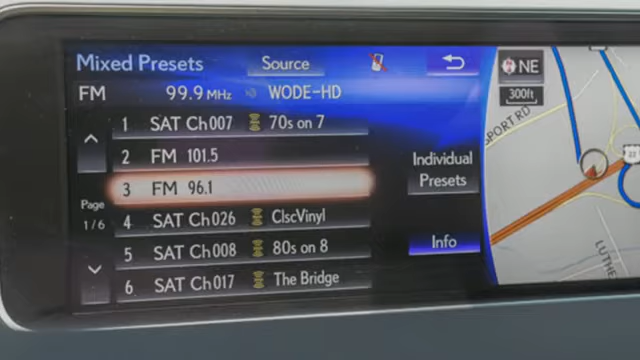 Mixed Presets Source
FM 99.9 MHz WODE-HD
1 SAT Ch007 70s on 7
2 FM 101.5
3 FM 96.1
4 SAT Ch026 ClscVinyl
5 SAT Ch008 80s on 8
6 SAT Ch017 The Bridge
Page
1/6
Individual
Presets
Info
NE
300ft
SPORT RD
22
LUTHE